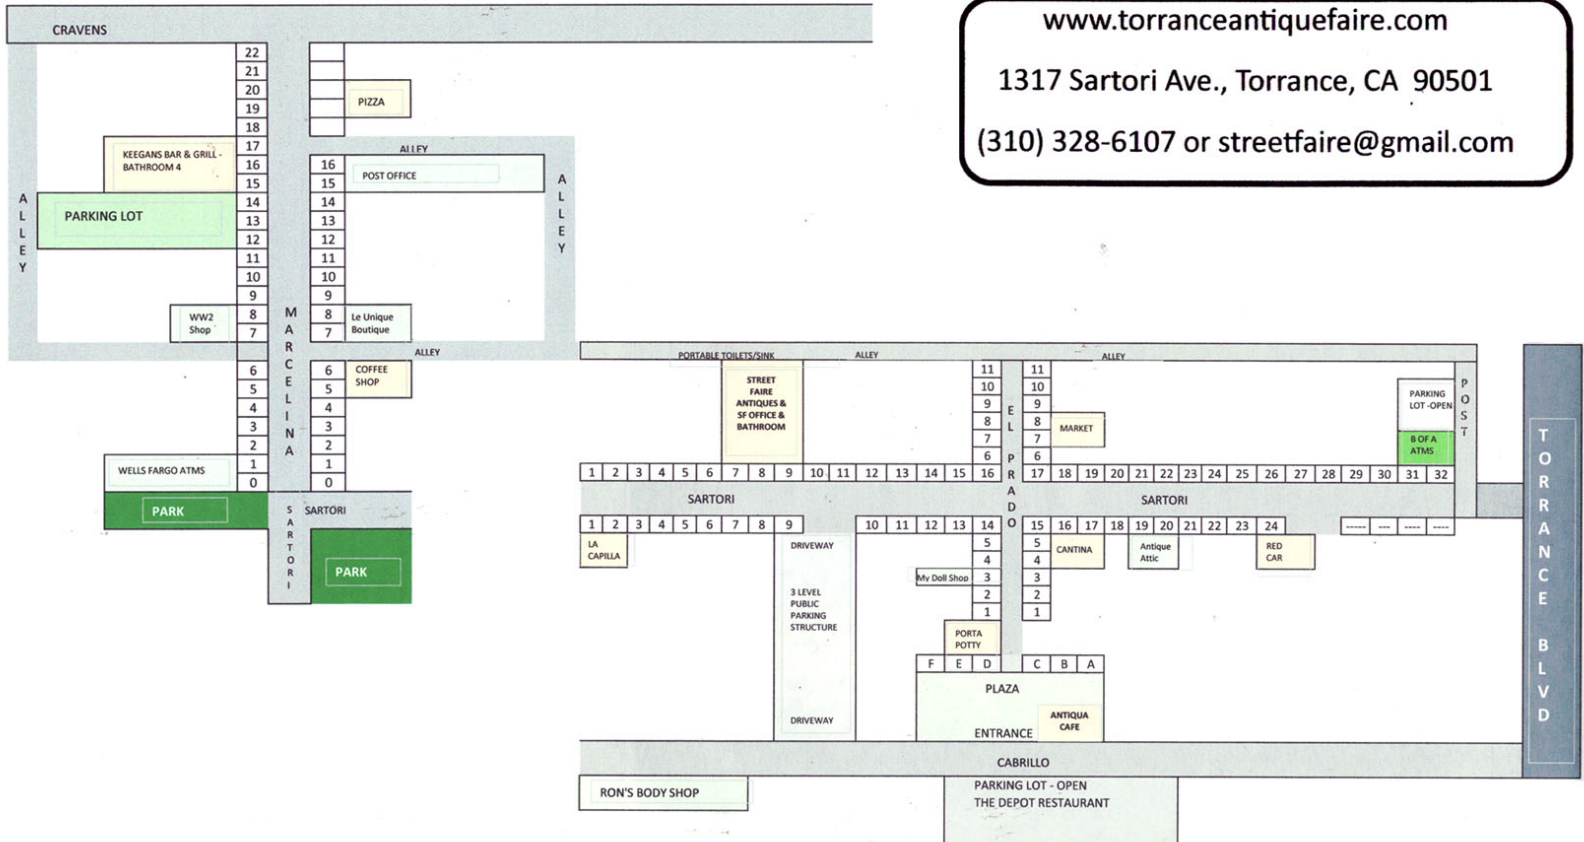 www.torranceantiquefaire.com
1317 Sartori Ave., Torrance, CA 90501
(310) 328-6107 or streetfaire@gmail.com
CRAVENS
22
21
20
19
18
17
16
15
14
13
12
11
10
9
8
7
6
5
4
3
2
1
0
PIZZA
KEEGANS BAR & GRILL -
BATHROOM 4
ALLEY
16
15
14
13
12
11
10
9
8
7
6
5
4
3
2
1
0
POST OFFICE
ALLEY
PARKING LOT
ALLEY
MARCELINA
WW2
Shop
Le Unique
Boutique
ALLEY
COFFEE
SHOP
WELLS FARGO ATMS
PARK
SARTORI
SARTORI
PARK
PORTABLE TOILETS/SINK
ALLEY
ALLEY
STREET
FAIRE
ANTIQUES &
SF OFFICE &
BATHROOM
11 11
10 10
9 9
8 8
7 7
6 6
EL PRADO
MARKET
PARKING
LOT -OPEN
B OF A
ATMS
POST
TORRANCE BLVD
1 2 3 4 5 6 7 8 9 10 11 12 13 14 15 16 17 18 19 20 21 22 23 24 25 26 27 28 29 30 31 32
SARTORI
SARTORI
1 2 3 4 5 6 7 8 9 10 11 12 13 14 15 16 17 18 19 20 21 22 23 24 ----- --- ---- ----
LA
CAPILLA
DRIVEWAY
3 LEVEL
PUBLIC
PARKING
STRUCTURE
DRIVEWAY
5 5
4 4
3 3
2 2
1 1
My Doll Shop
CANTINA
Antique
Attic
RED
CAR
PORTA
POTTY
F E D C B A
PLAZA
ENTRANCE
ANTIQUA
CAFE
CABRILLO
RON'S BODY SHOP
PARKING LOT - OPEN
THE DEPOT RESTAURANT